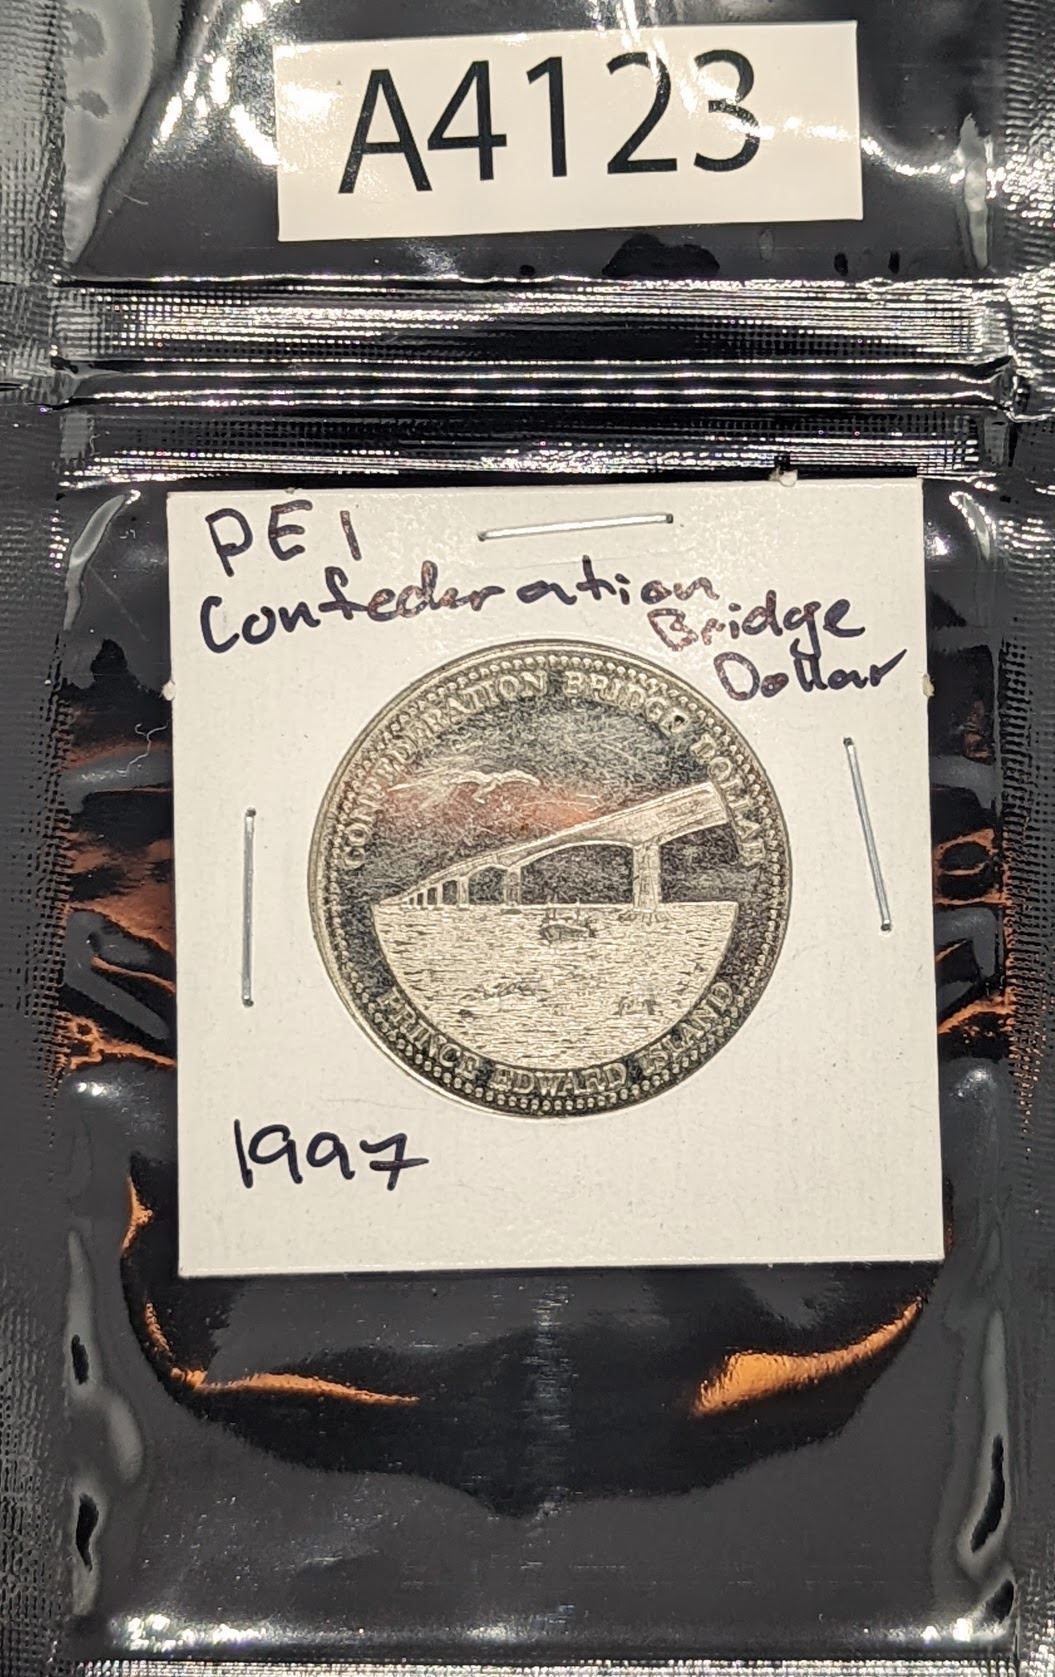 A4123
PEI
Confederation
Bridge
Dollar
CONFEDERATION BRIDGE DOLLAR
PRINCE EDWARD ISLAND
1997